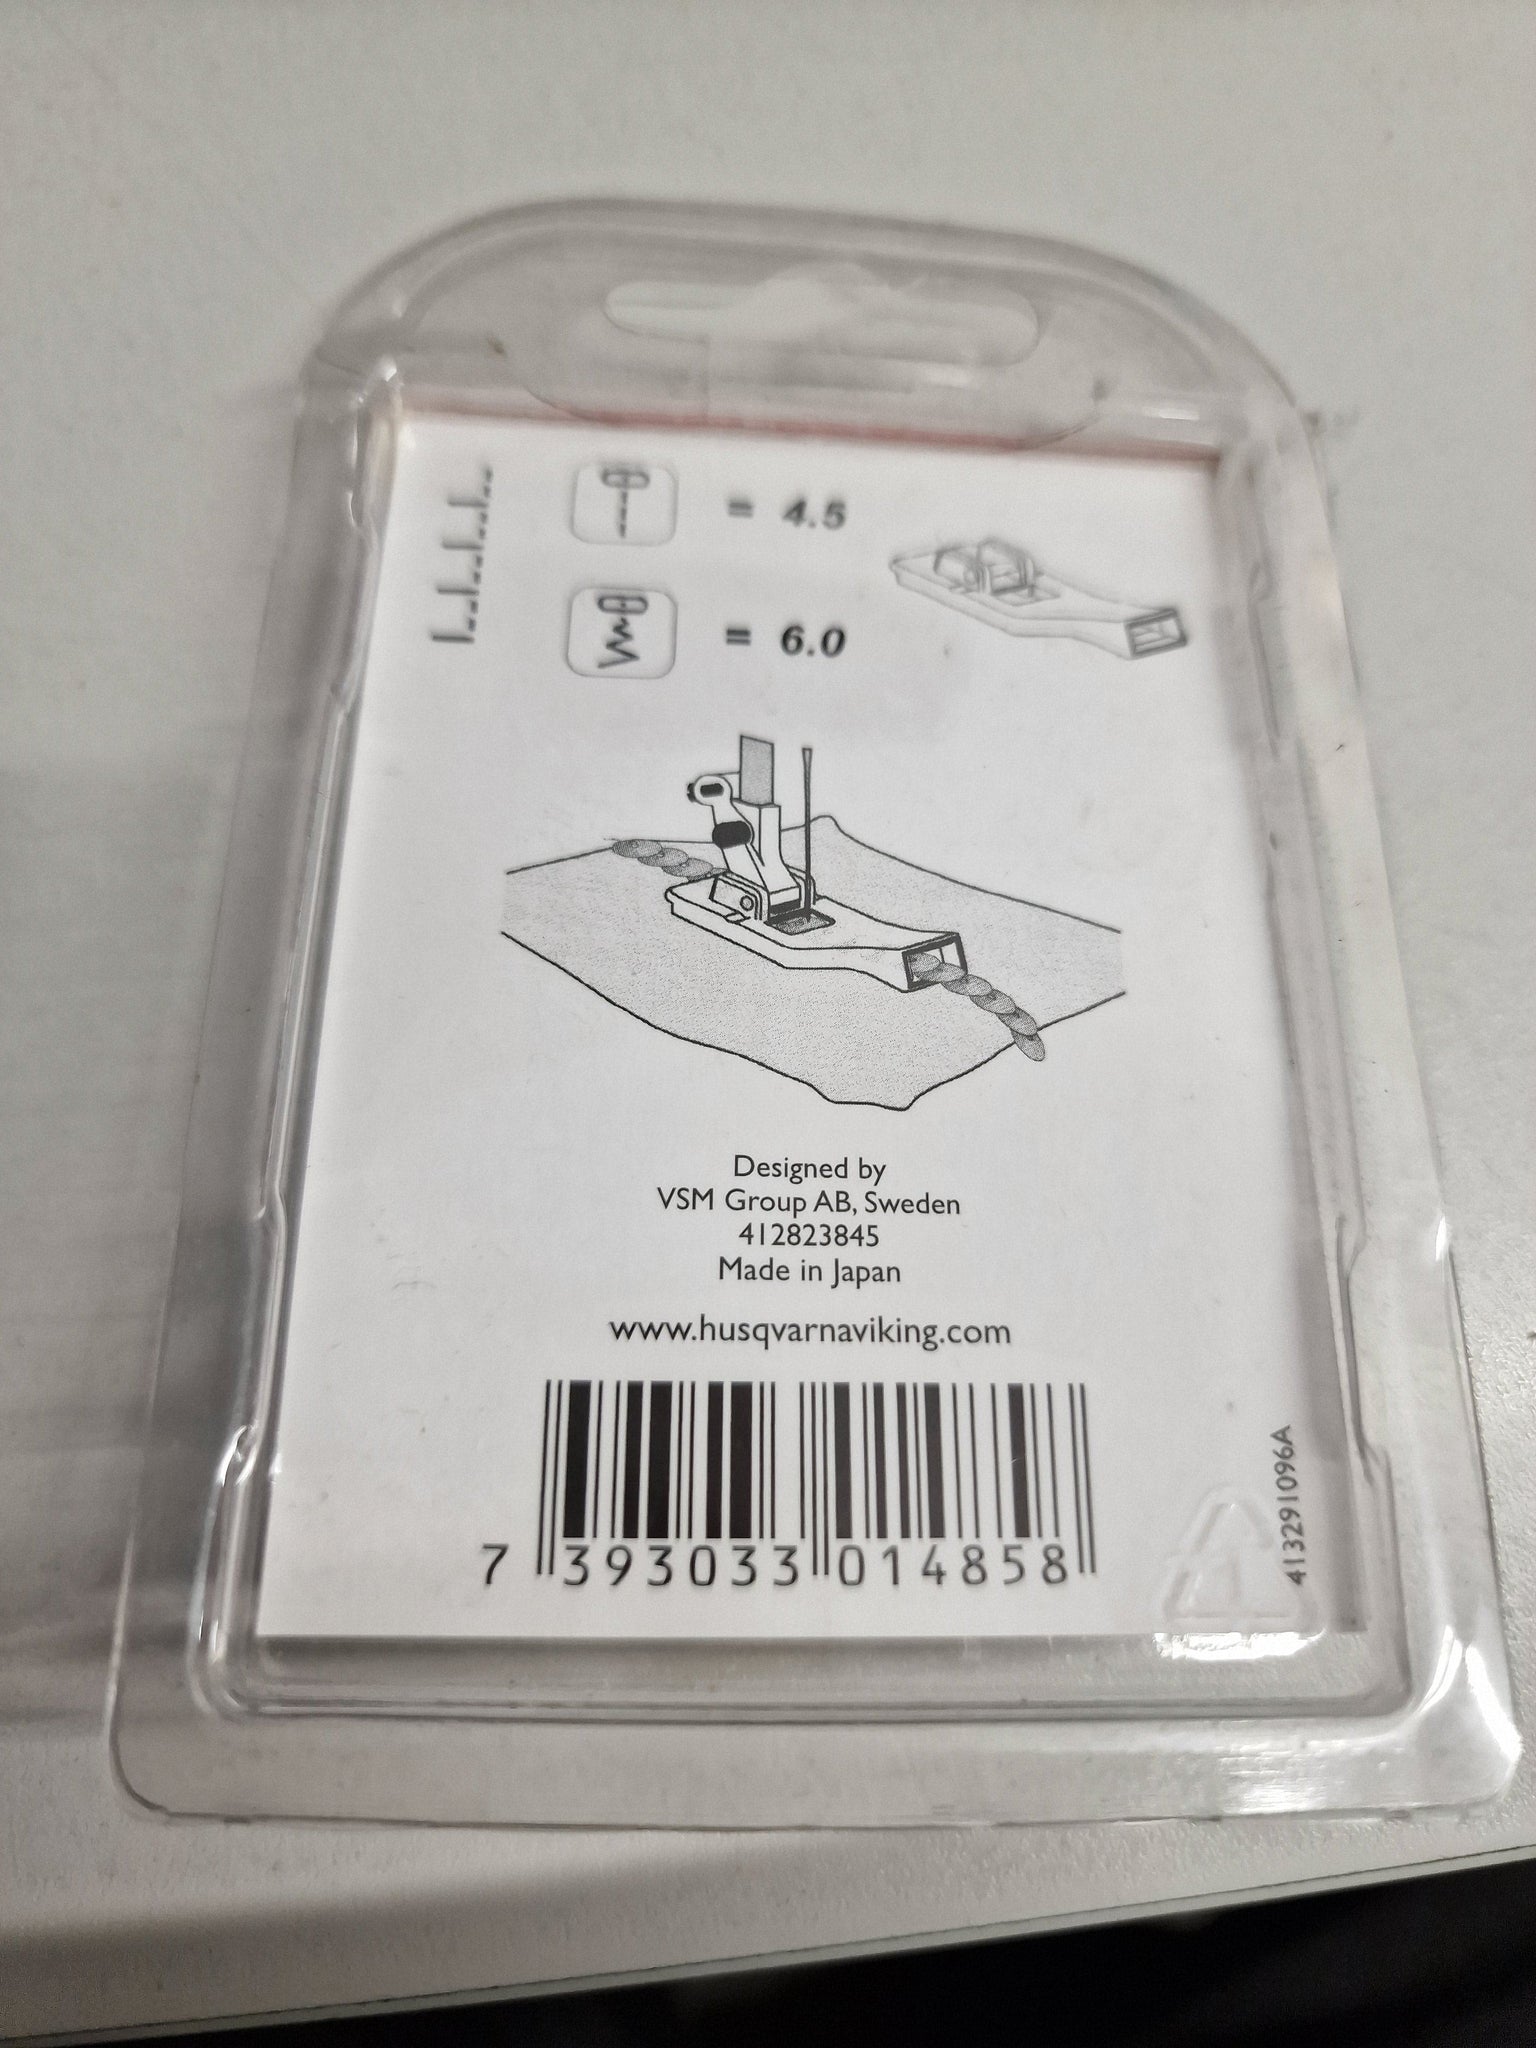 = 4.5
= 6.0
Designed by
VSM Group AB, Sweden
412823845
Made in Japan
www.husqvarnaviking.com
7 393033 014858
413291096A